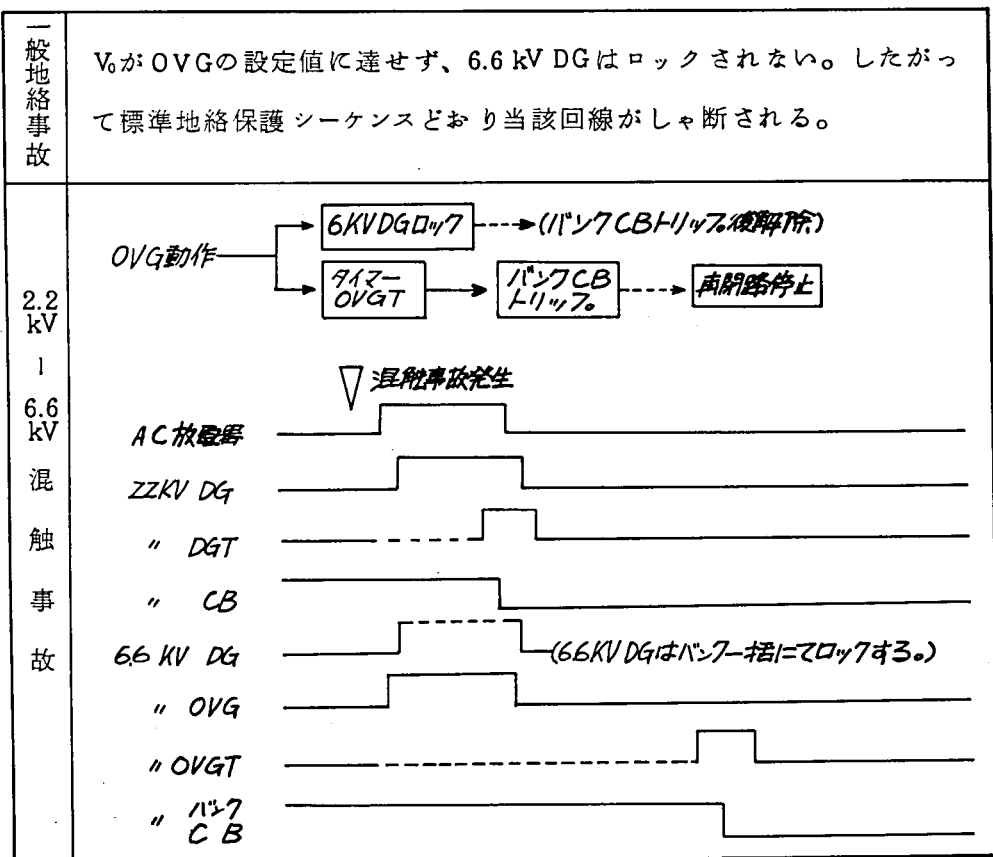 一般地絡事故
V₀がOVGの設定値に達せず、6.6 kV DGはロックされない。したがっ
て標準地絡保護シーケンスどおり当該回線がしゃ断される。
2.2 kV 〜 6.6 kV 混触事故
OVG動作
6KVDGロック
(バンクCBトリップ後解除)
タイマー
OVGT
バンクCB
トリップ
再閉路停止
混触事故発生
AC放電器
22KV DG
〃 DGT
〃 CB
6.6 KV DG
(6.6KV DGはバンク一括にてロックする。)
〃 OVG
〃 OVGT
〃 バンク
CB